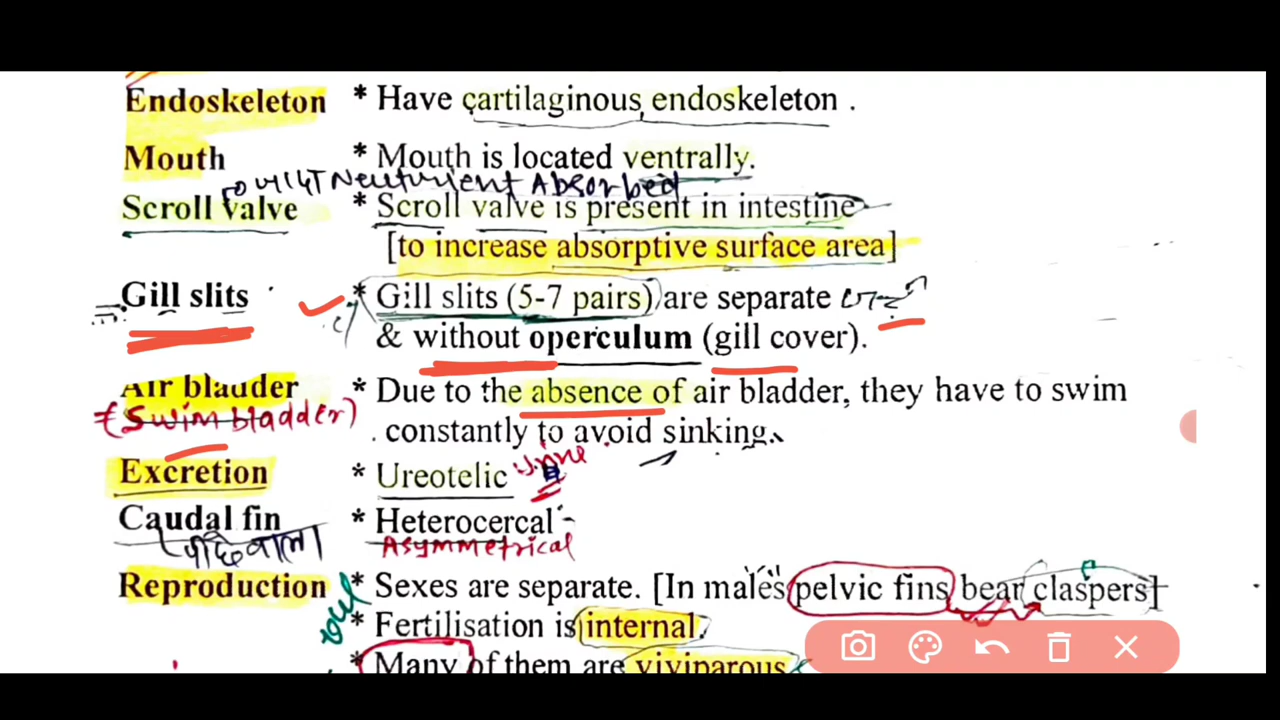 Endoskeleton * Have cartilaginous endoskeleton .
Mouth * Mouth is located ventrally.
Neuturient Absorbed
Scroll valve * Scroll valve is present in intestine
[to increase absorptive surface area]
Gill slits * Gill slits (5-7 pairs) are separate
& without operculum (gill cover).
Air bladder * Due to the absence of air bladder, they have to swim
(Swim bladder) constantly to avoid sinking.
Excretion * Ureotelic
Caudal fin * Heterocercal
पीछेवाला Asymmetrical
Reproduction * Sexes are separate. [In males pelvic fins bear claspers]
* Fertilisation is internal.
* Many of them are viviparous